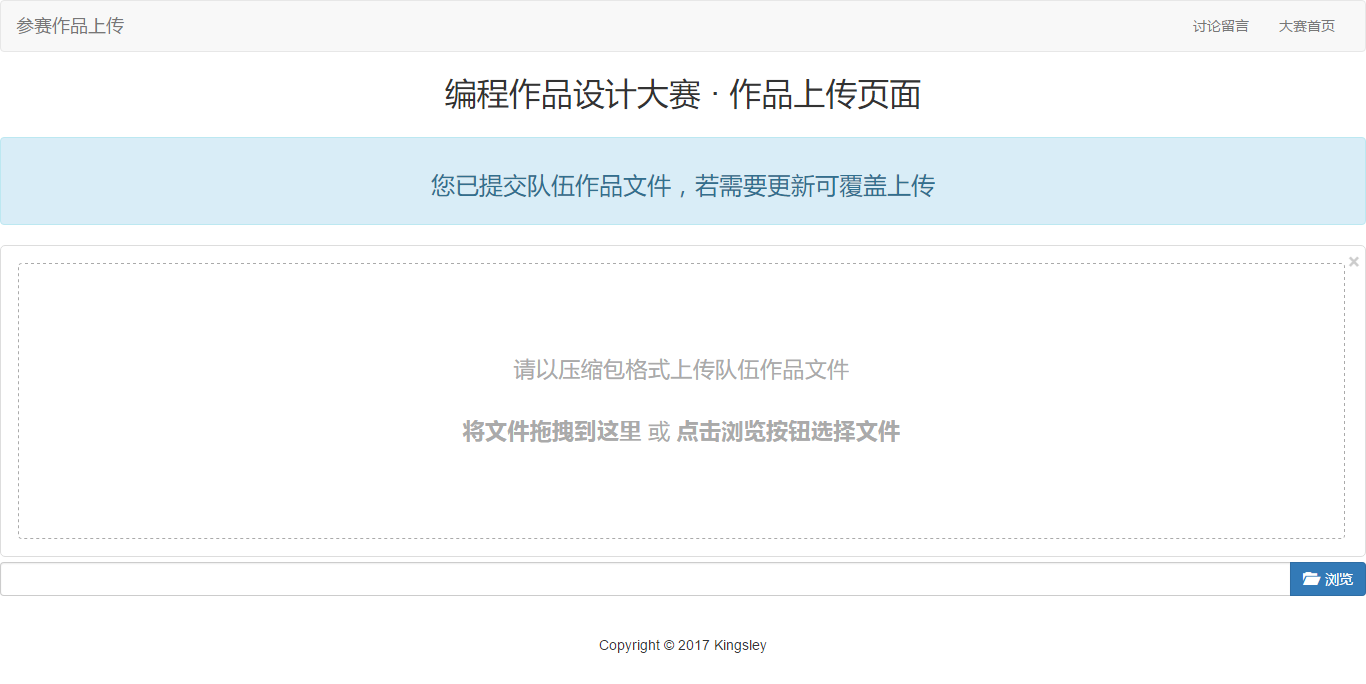 参赛作品上传
讨论留言 大赛首页
编程作品设计大赛 · 作品上传页面
您已提交队伍作品文件，若需要更新可覆盖上传
×
请以压缩包格式上传队伍作品文件
将文件拖拽到这里 或 点击浏览按钮选择文件
浏览
Copyright © 2017 Kingsley